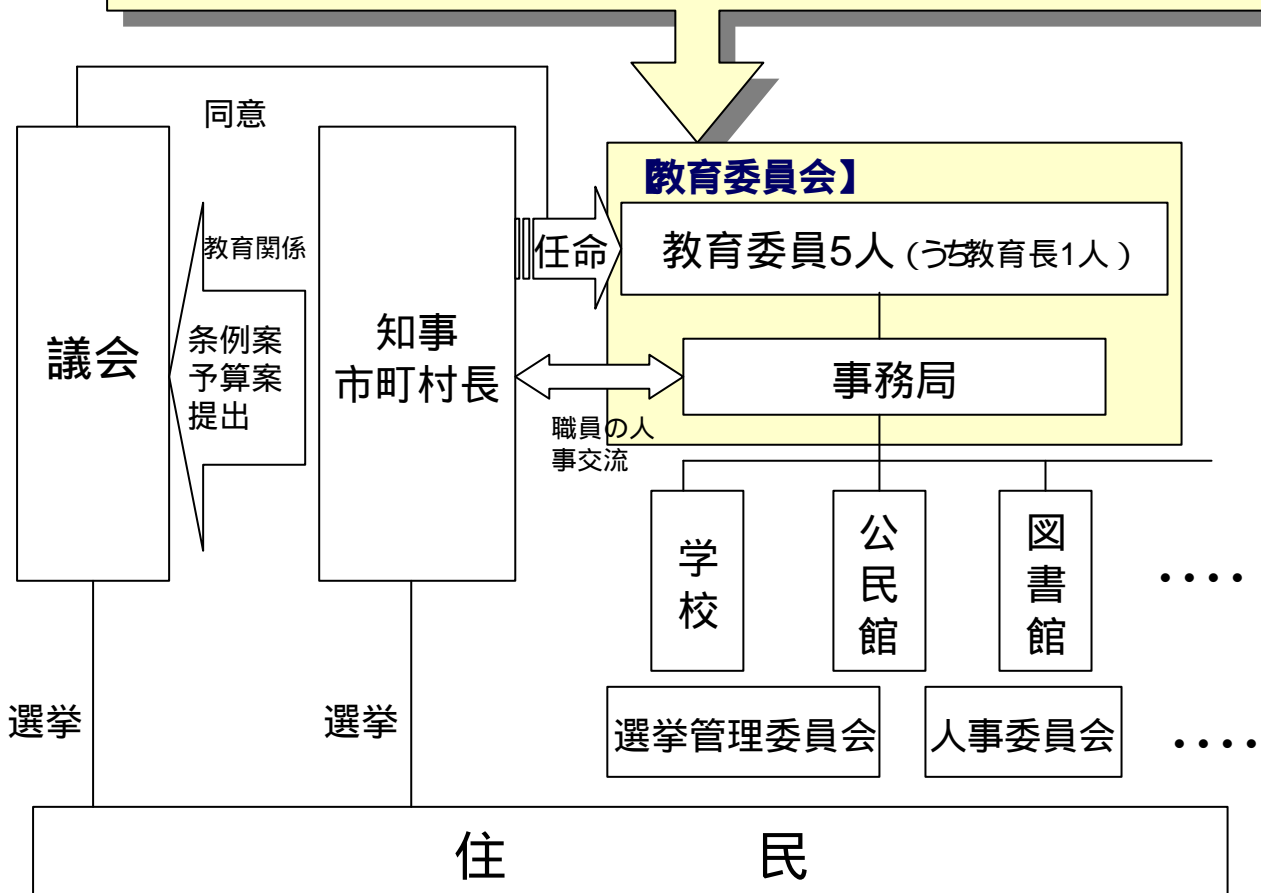 同意
【教育委員会】
教育関係
任命
教育委員5人(うち教育長1人)
議会
条例案
予算案
提出
知事
市町村長
事務局
職員の人
事交流
学校
公民館
図書館
・・・・
選挙
選挙
選挙管理委員会
人事委員会
・・・・
住民